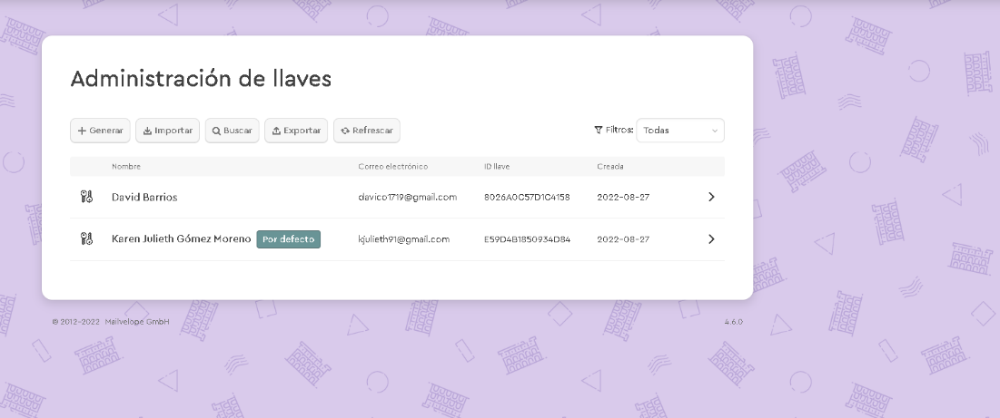 Administración de llaves
Generar Importar Buscar Exportar Refrescar Filtros: Todas
Nombre Correo electrónico ID llave Creada
David Barrios davico1719@gmail.com 8026A0C57D1C4158 2022-08-27
Karen Julieth Gómez Moreno Por defecto kjulieth91@gmail.com E59D4B1850934D84 2022-08-27
© 2012-2022 Mailvelope GmbH 4.6.0